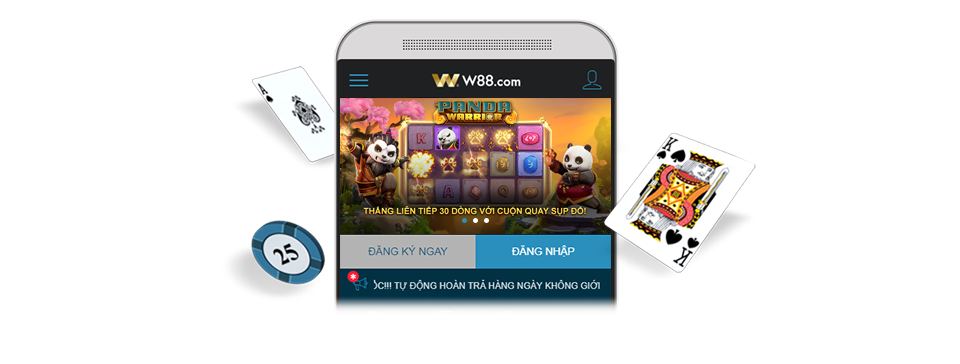 W88.com
PANDA
WARRIOR
K
A
THẮNG LIÊN TIẾP 30 DÒNG VỚI CUỘN QUAY SỤP ĐỔ!
ĐĂNG KÝ NGAY
ĐĂNG NHẬP
TỰ ĐỘNG HOÀN TRẢ HÀNG NGÀY KHÔNG GIỚI
A
25
K
K